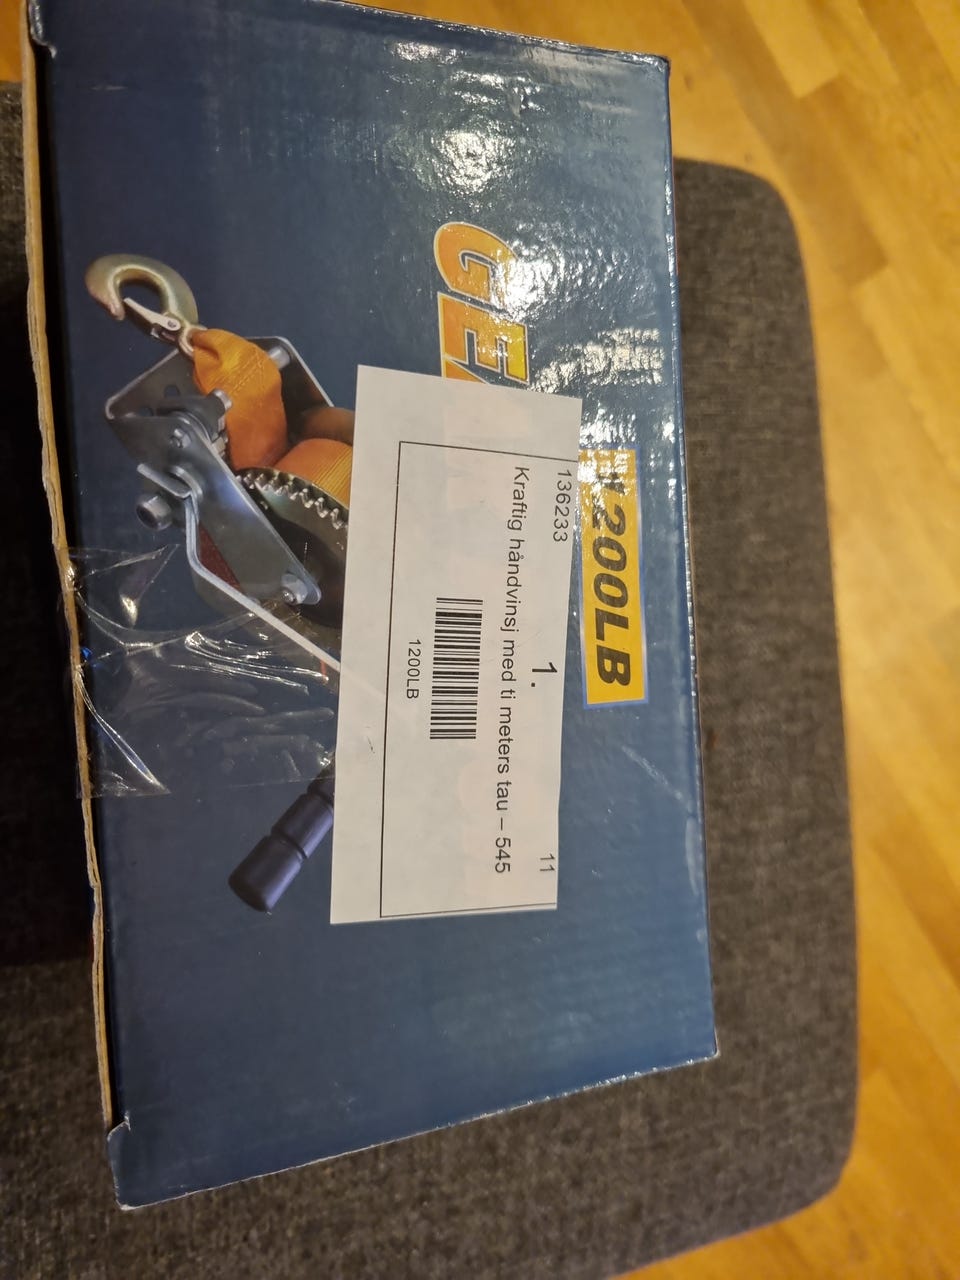 1200LB
136233 11
1.
Kraftig håndvinsj med ti meters tau – 545
1200LB